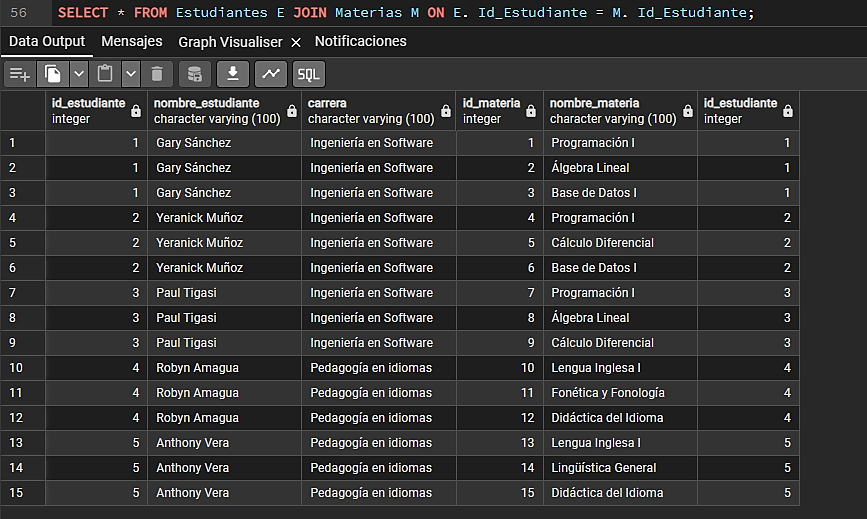 56 SELECT * FROM Estudiantes E JOIN Materias M ON E. Id_Estudiante = M. Id_Estudiante;
Data Output Mensajes Graph Visualiser × Notificaciones
SQL
id_estudiante nombre_estudiante carrera id_materia nombre_materia id_estudiante
integer character varying (100) character varying (100) integer character varying (100) integer
1 1 Gary Sánchez Ingeniería en Software 1 Programación I 1
2 1 Gary Sánchez Ingeniería en Software 2 Álgebra Lineal 1
3 1 Gary Sánchez Ingeniería en Software 3 Base de Datos I 1
4 2 Yeranick Muñoz Ingeniería en Software 4 Programación I 2
5 2 Yeranick Muñoz Ingeniería en Software 5 Cálculo Diferencial 2
6 2 Yeranick Muñoz Ingeniería en Software 6 Base de Datos I 2
7 3 Paul Tigasi Ingeniería en Software 7 Programación I 3
8 3 Paul Tigasi Ingeniería en Software 8 Álgebra Lineal 3
9 3 Paul Tigasi Ingeniería en Software 9 Cálculo Diferencial 3
10 4 Robyn Amagua Pedagogía en idiomas 10 Lengua Inglesa I 4
11 4 Robyn Amagua Pedagogía en idiomas 11 Fonética y Fonología 4
12 4 Robyn Amagua Pedagogía en idiomas 12 Didáctica del Idioma 4
13 5 Anthony Vera Pedagogía en idiomas 13 Lengua Inglesa I 5
14 5 Anthony Vera Pedagogía en idiomas 14 Lingüística General 5
15 5 Anthony Vera Pedagogía en idiomas 15 Didáctica del Idioma 5